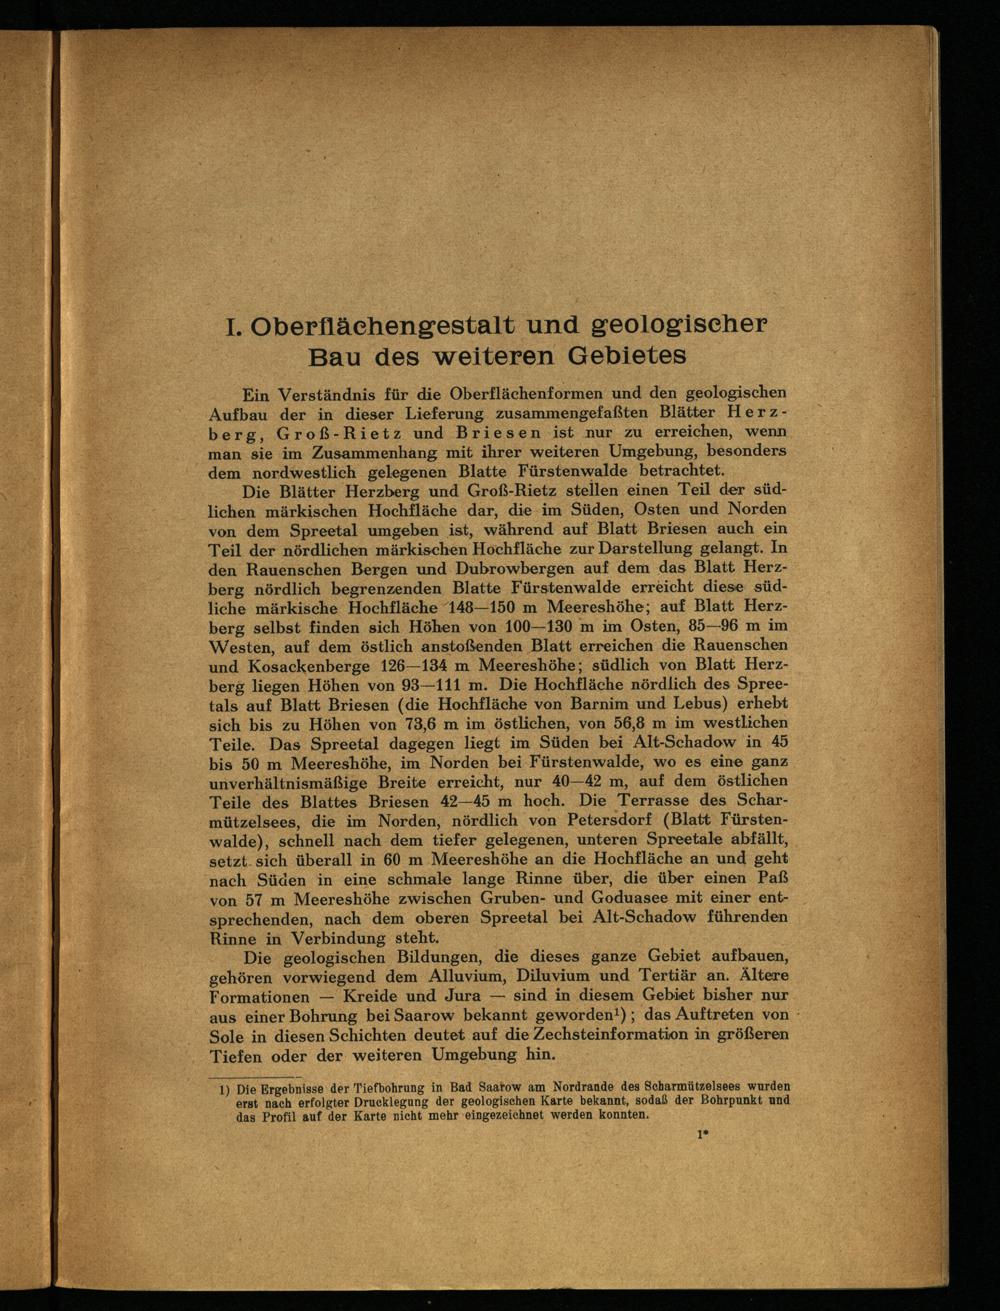 I. Oberflächengestalt und geologischer
Bau des weiteren Gebietes
Ein Verständnis für die Oberflächenformen und den geologischen
Aufbau der in dieser Lieferung zusammengefaßten Blätter Herz-
berg, Groß-Rietz und Briesen ist nur zu erreichen, wenn
man sie im Zusammenhang mit ihrer weiteren Umgebung, besonders
dem nordwestlich gelegenen Blatte Fürstenwalde betrachtet.
Die Blätter Herzberg und Groß-Rietz stellen einen Teil der süd-
lichen märkischen Hochfläche dar, die im Süden, Osten und Norden
von dem Spreetal umgeben ist, während auf Blatt Briesen auch ein
Teil der nördlichen märkischen Hochfläche zur Darstellung gelangt. In
den Rauenschen Bergen und Dubrowbergen auf dem das Blatt Herz-
berg nördlich begrenzenden Blatte Fürstenwalde erreicht diese süd-
liche märkische Hochfläche 148—150 m Meereshöhe; auf Blatt Herz-
berg selbst finden sich Höhen von 100—130 m im Osten, 85—96 m im
Westen, auf dem östlich anstoßenden Blatt erreichen die Rauenschen
und Kosackenberge 126—134 m Meereshöhe; südlich von Blatt Herz-
berg liegen Höhen von 93—111 m. Die Hochfläche nördlich des Spree-
tals auf Blatt Briesen (die Hochfläche von Barnim und Lebus) erhebt
sich bis zu Höhen von 73,6 m im östlichen, von 56,8 m im westlichen
Teile. Das Spreetal dagegen liegt im Süden bei Alt-Schadow in 45
bis 50 m Meereshöhe, im Norden bei Fürstenwalde, wo es eine ganz
unverhältnismäßige Breite erreicht, nur 40—42 m, auf dem östlichen
Teile des Blattes Briesen 42—45 m hoch. Die Terrasse des Schar-
mützelsees, die im Norden, nördlich von Petersdorf (Blatt Fürsten-
walde), schnell nach dem tiefer gelegenen, unteren Spreetale abfällt,
setzt sich überall in 60 m Meereshöhe an die Hochfläche an und geht
nach Süden in eine schmale lange Rinne über, die über einen Paß
von 57 m Meereshöhe zwischen Gruben- und Goduasee mit einer ent-
sprechenden, nach dem oberen Spreetal bei Alt-Schadow führenden
Rinne in Verbindung steht.
Die geologischen Bildungen, die dieses ganze Gebiet aufbauen,
gehören vorwiegend dem Alluvium, Diluvium und Tertiär an. Ältere
Formationen — Kreide und Jura — sind in diesem Gebiet bisher nur
aus einer Bohrung bei Saarow bekannt geworden¹); das Auftreten von
Sole in diesen Schichten deutet auf die Zechsteinformation in größeren
Tiefen oder der weiteren Umgebung hin.
1) Die Ergebnisse der Tiefbohrung in Bad Saarow am Nordrande des Scharmützelsees wurden
erst nach erfolgter Drucklegung der geologischen Karte bekannt, sodaß der Bohrpunkt und
das Profil auf der Karte nicht mehr eingezeichnet werden konnten.
1*